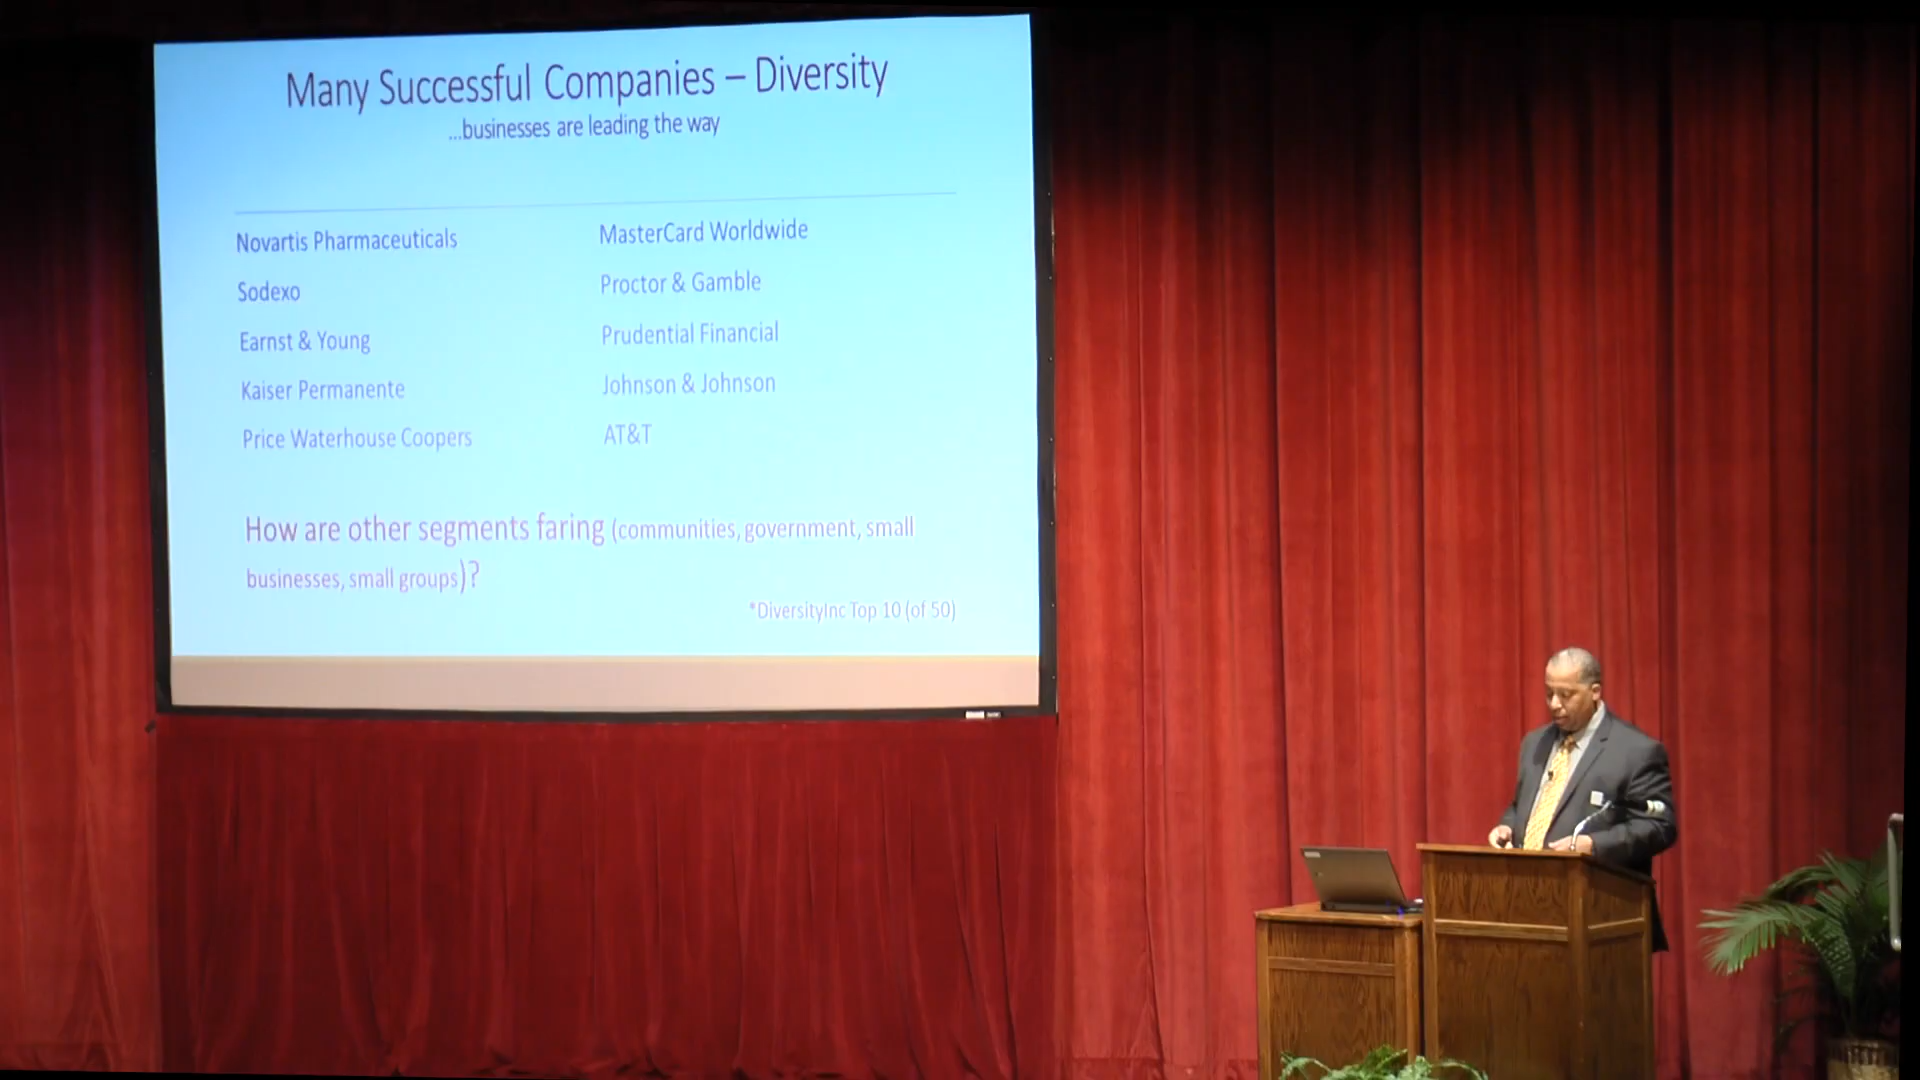 Many Successful Companies – Diversity
...businesses are leading the way
Novartis Pharmaceuticals
Sodexo
Earnst & Young
Kaiser Permanente
Price Waterhouse Coopers
MasterCard Worldwide
Proctor & Gamble
Prudential Financial
Johnson & Johnson
AT&T
How are other segments faring (communities, government, small
businesses, small groups)?
*DiversityInc Top 10 (of 50)